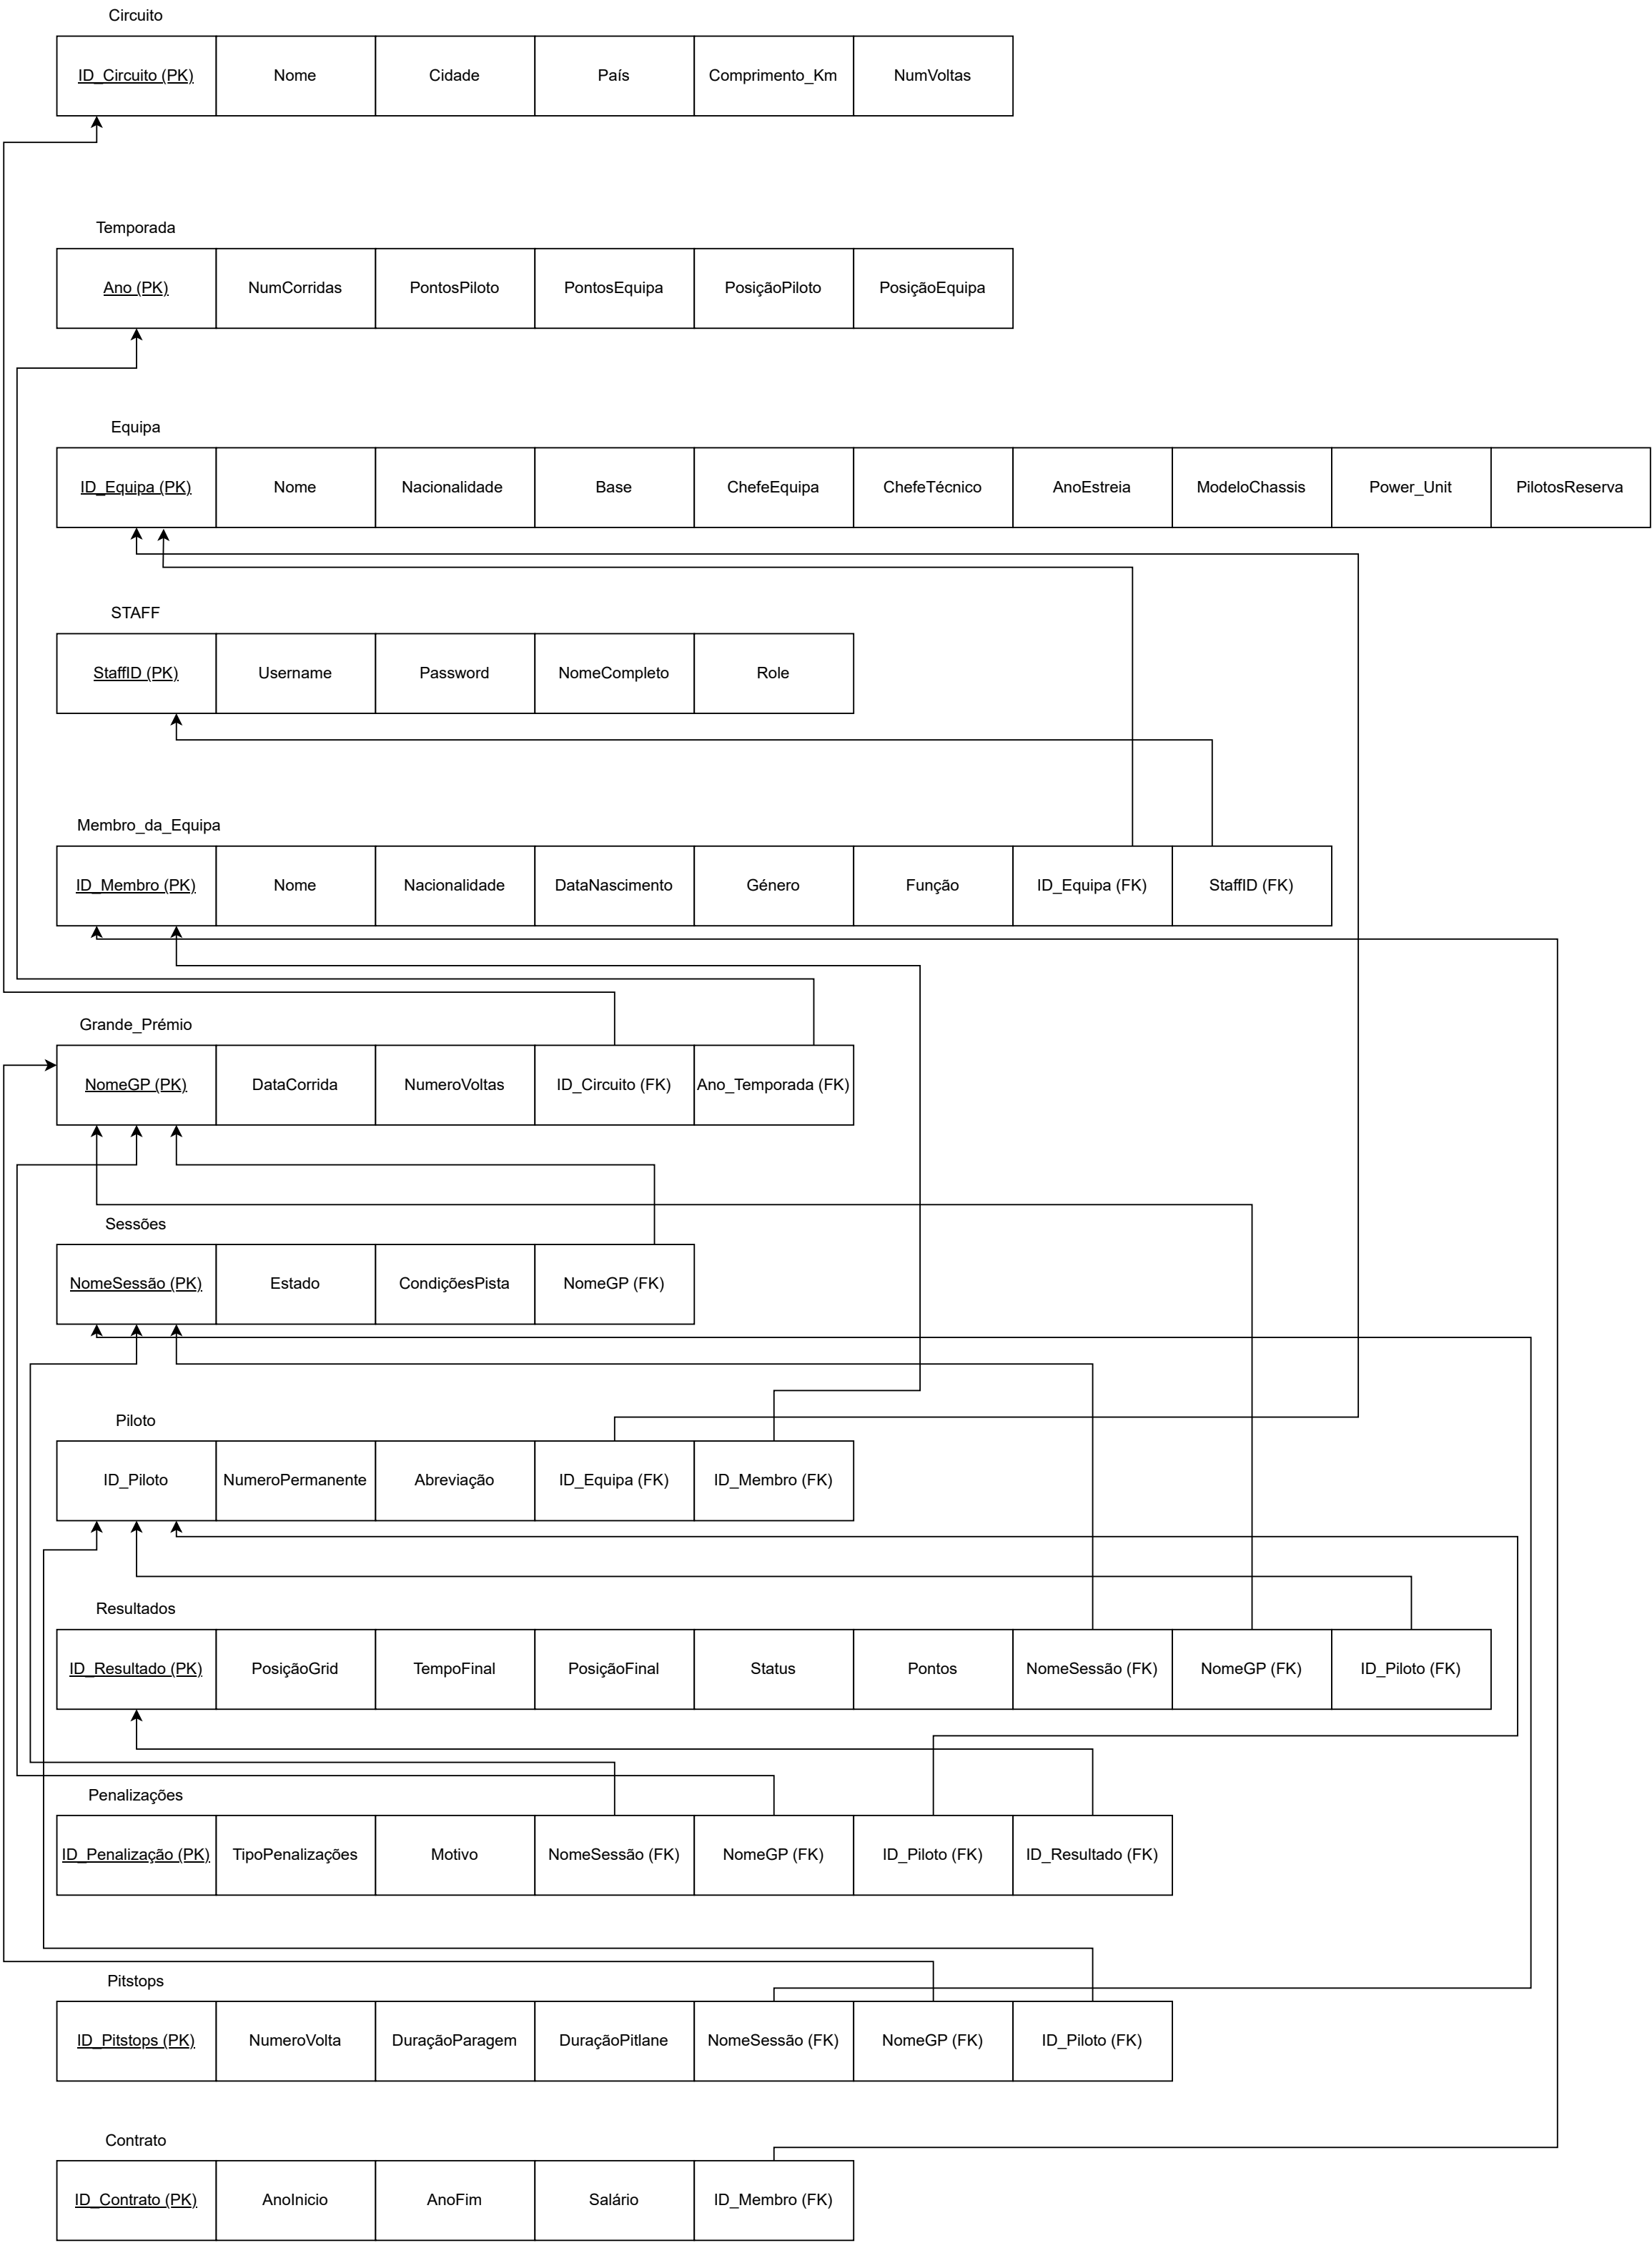 Circuito
ID_Circuito (PK) Nome Cidade País Comprimento_Km NumVoltas
Temporada
Ano (PK) NumCorridas PontosPiloto PontosEquipa PosiçãoPiloto PosiçãoEquipa
Equipa
ID_Equipa (PK) Nome Nacionalidade Base ChefeEquipa ChefeTécnico AnoEstreia ModeloChassis Power_Unit PilotosReserva
STAFF
StaffID (PK) Username Password NomeCompleto Role
Membro_da_Equipa
ID_Membro (PK) Nome Nacionalidade DataNascimento Género Função ID_Equipa (FK) StaffID (FK)
Grande_Prémio
NomeGP (PK) DataCorrida NumeroVoltas ID_Circuito (FK) Ano_Temporada (FK)
Sessões
NomeSessão (PK) Estado CondiçõesPista NomeGP (FK)
Piloto
ID_Piloto NumeroPermanente Abreviação ID_Equipa (FK) ID_Membro (FK)
Resultados
ID_Resultado (PK) PosiçãoGrid TempoFinal PosiçãoFinal Status Pontos NomeSessão (FK) NomeGP (FK) ID_Piloto (FK)
Penalizações
ID_Penalização (PK) TipoPenalizações Motivo NomeSessão (FK) NomeGP (FK) ID_Piloto (FK) ID_Resultado (FK)
Pitstops
ID_Pitstops (PK) NumeroVolta DuraçãoParagem DuraçãoPitlane NomeSessão (FK) NomeGP (FK) ID_Piloto (FK)
Contrato
ID_Contrato (PK) AnoInicio AnoFim Salário ID_Membro (FK)